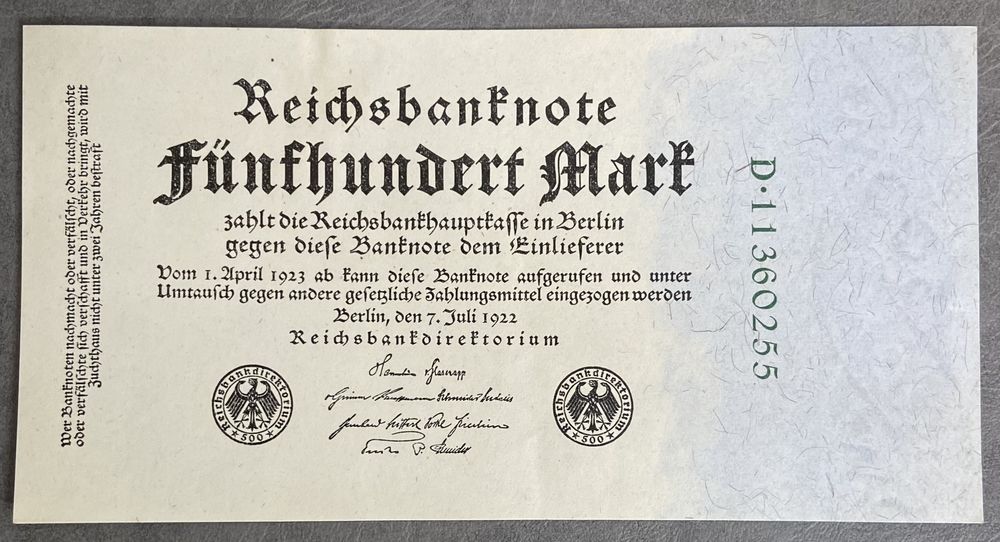 Reichsbanknote
Fünfhundert Mark
zahlt die Reichsbankhauptkasse in Berlin
gegen diese Banknote dem Einlieferer
Vom 1. April 1923 ab kann diese Banknote aufgerufen und unter
Umtausch gegen andere gesetzliche Zahlungsmittel eingezogen werden
Berlin, den 7. Juli 1922
Reichsbankdirektorium
Reichsbankdirektorium
500
Reichsbankdirektorium
500
Wer Banknoten nachmacht oder verfälscht, oder nachgemachte
oder verfälschte sich verschafft und in Verkehr bringt, wird mit
Zuchthaus nicht unter zwei Jahren bestraft
D·11360255